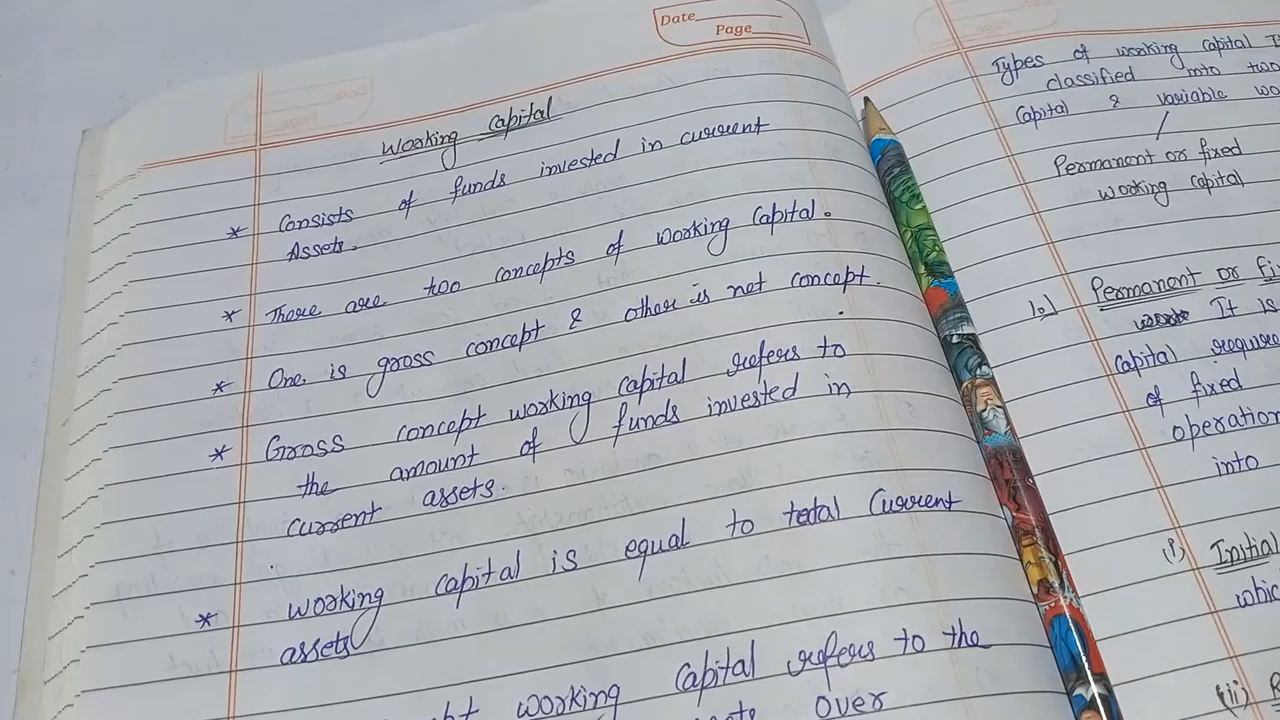 Date
Page
Working Capital
* Consists of funds invested in current
Assets.
* There are two concepts of working Capital.
* One is gross concept & other is net concept.
* Gross concept working capital refers to
the amount of funds invested in
current assets.
* Working capital is equal to total Current
assets
working capital refers to the
over
Types of working capital
classified into two
Capital & variable
Permanent or fixed
working capital
1.) Permanent or
It is
capital
of fixed
operation
into
(i) Initial
(ii)